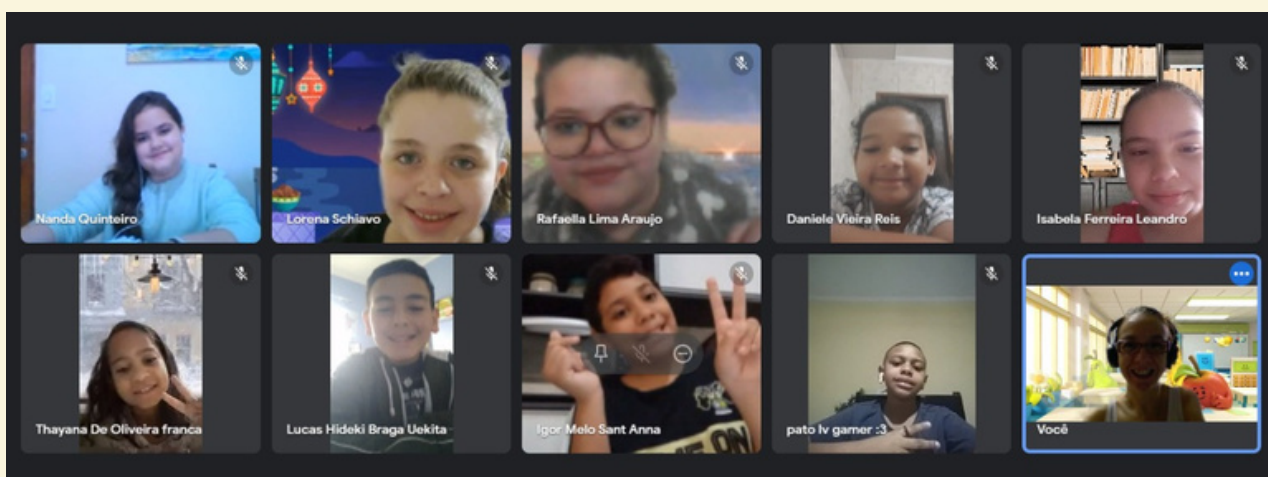 Nanda Quinteiro
Lorena Schiavo
Rafaella Lima Araujo
Daniele Vieira Reis
Isabela Ferreira Leandro
Thayana De Oliveira franca
Lucas Hideki Braga Uekita
Igor Melo Sant Anna
pato lv gamer :3
Você